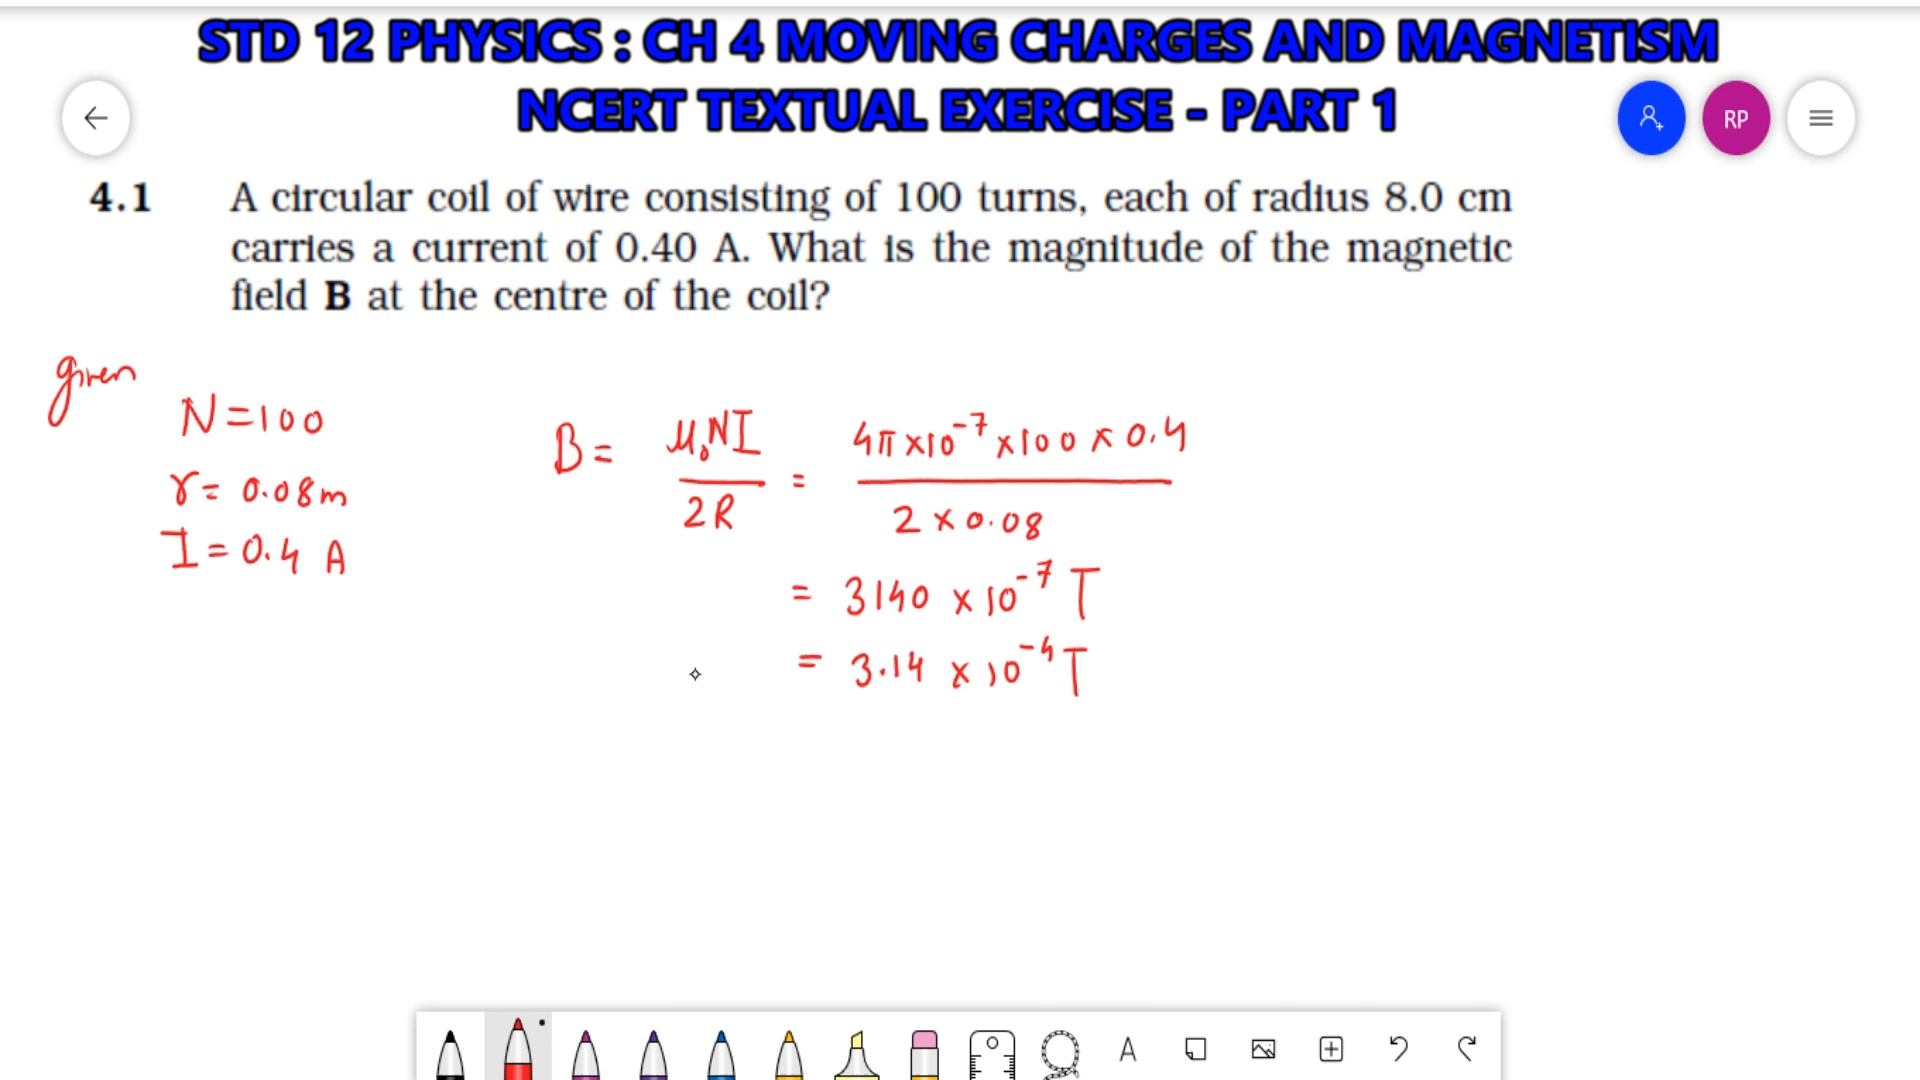 STD 12 PHYSICS : CH 4 MOVING CHARGES AND MAGNETISM
NCERT TEXTUAL EXERCISE - PART 1
RP
4.1 A circular coil of wire consisting of 100 turns, each of radius 8.0 cm
carries a current of 0.40 A. What is the magnitude of the magnetic
field B at the centre of the coil?
given
N = 100
r = 0.08 m
I = 0.4 A
B = μ₀NI / 2R = 4π × 10⁻⁷ × 100 × 0.4 / 2 × 0.08
= 3140 × 10⁻⁷ T
= 3.14 × 10⁻⁴ T
A